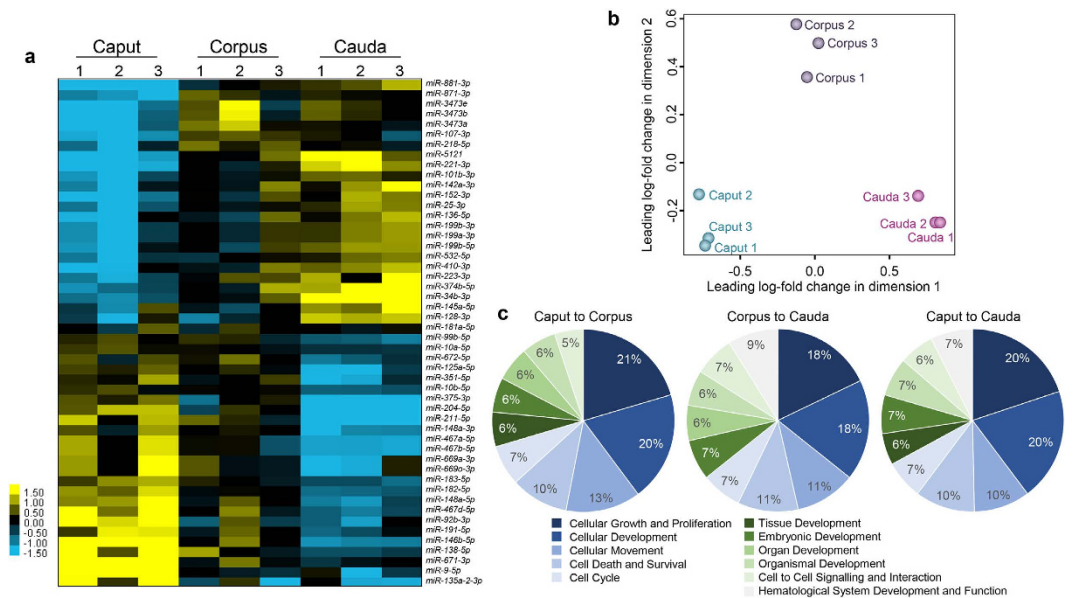 a
Caput Corpus Cauda
1 2 3 1 2 3 1 2 3
miR-881-3p
miR-871-3p
miR-3473e
miR-3473b
miR-3473a
miR-107-3p
miR-218-5p
miR-5121
miR-221-3p
miR-101b-3p
miR-142a-3p
miR-152-3p
miR-25-3p
miR-136-5p
miR-199b-3p
miR-199a-3p
miR-199b-5p
miR-532-5p
miR-410-3p
miR-223-3p
miR-374b-5p
miR-34b-3p
miR-145a-5p
miR-128-3p
miR-181a-5p
miR-99b-5p
miR-10a-5p
miR-672-5p
miR-125a-5p
miR-351-5p
miR-10b-5p
miR-375-3p
miR-204-5p
miR-211-5p
miR-148a-3p
miR-467a-5p
miR-467b-5p
miR-669a-3p
miR-669o-3p
miR-183-5p
miR-182-5p
miR-148a-5p
miR-467d-5p
miR-92b-3p
miR-191-5p
miR-146b-5p
miR-138-5p
miR-671-3p
miR-9-5p
miR-135a-2-3p
1.50
1.00
0.50
0.00
-0.50
-1.00
-1.50
b
Leading log-fold change in dimension 2
0.6
0.4
0.2
0.0
-0.2
Corpus 2
Corpus 3
Corpus 1
Caput 2
Caput 3
Caput 1
Cauda 3
Cauda 2
Cauda 1
-0.5 0.0 0.5
Leading log-fold change in dimension 1
c
Caput to Corpus
21%
20%
13%
10%
7%
6%
6%
6%
6%
5%
Corpus to Cauda
18%
18%
11%
11%
7%
7%
6%
6%
7%
9%
Caput to Cauda
20%
20%
10%
10%
7%
6%
7%
7%
6%
7%
Cellular Growth and Proliferation
Cellular Development
Cellular Movement
Cell Death and Survival
Cell Cycle
Tissue Development
Embryonic Development
Organ Development
Organismal Development
Cell to Cell Signalling and Interaction
Hematological System Development and Function